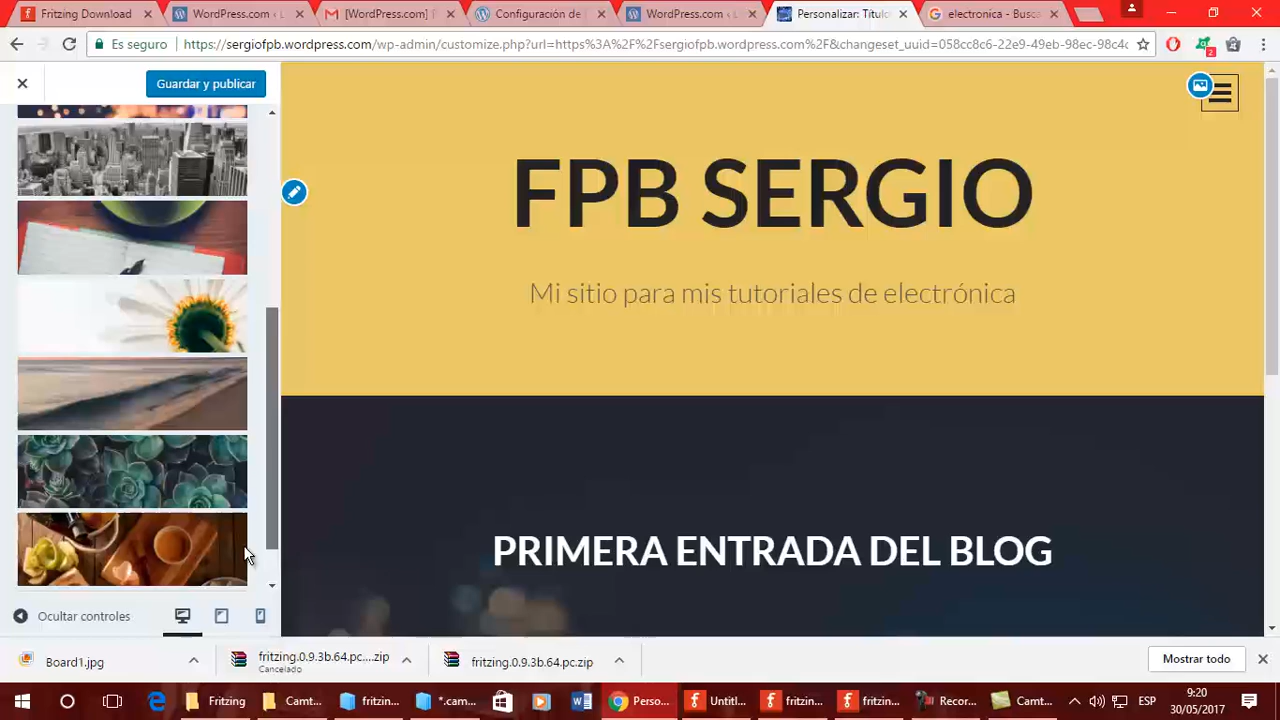 Fritzing Download
WordPress.com
[WordPress.com]
Configuración de
WordPress.com
Personalizar: Título
electronica - Busc
Es seguro
https://sergiofpb.wordpress.com/wp-admin/customize.php?url=https%3A%2F%2Fsergiofpb.wordpress.com%2F&changeset_uuid=058cc8c6-22e9-49eb-98ec-98c4
2
Guardar y publicar
FPB SERGIO
Mi sitio para mis tutoriales de electrónica
PRIMERA ENTRADA DEL BLOG
Ocultar controles
Board1.jpg
fritzing.0.9.3b.64.pc....zip
Cancelado
fritzing.0.9.3b.64.pc.zip
Mostrar todo
Fritzing
Camt...
fritzin...
*.cam...
Perso...
Untitl...
fritzin...
fritzin...
Recor...
Camt...
ESP
9:20
30/05/2017